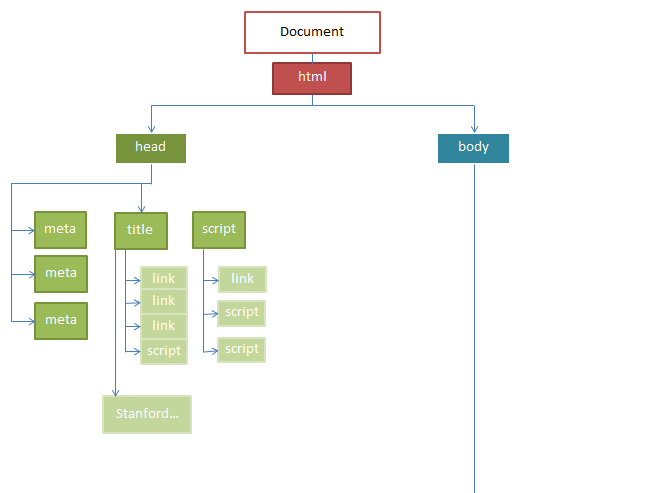 Document
html
head
body
meta
title
script
meta
meta
link
link
link
script
link
script
script
Stanford...